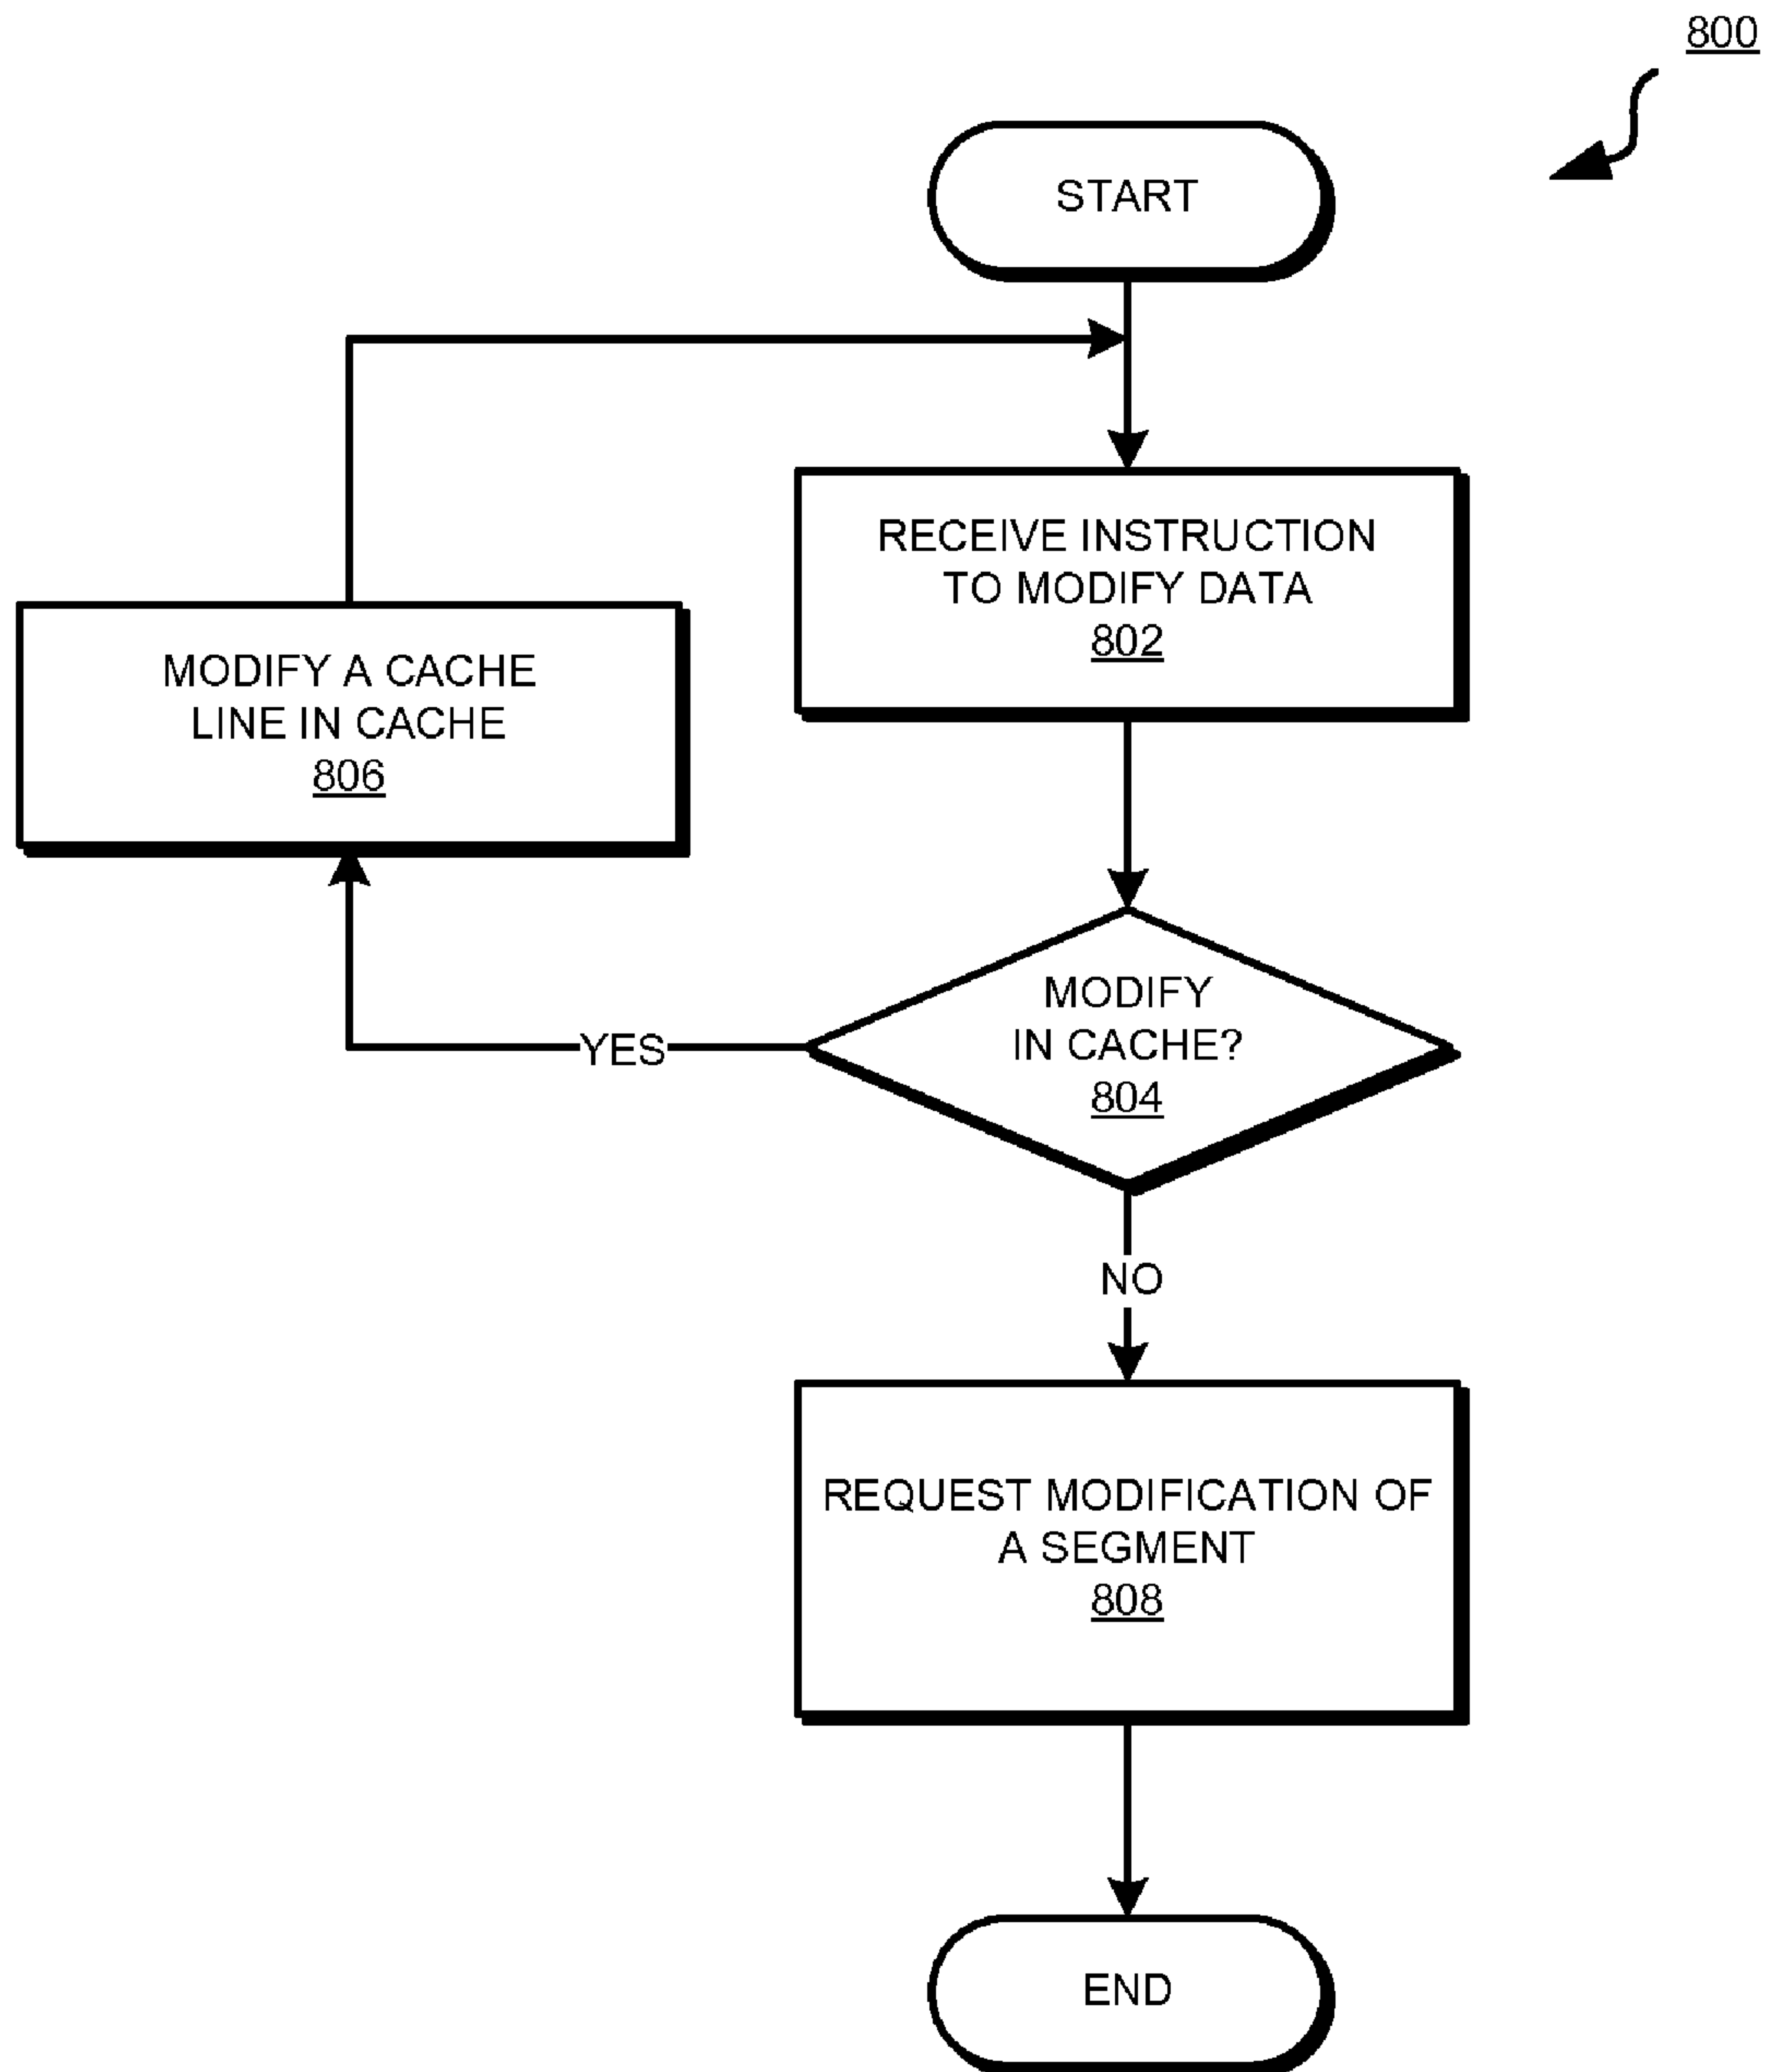 800
START
RECEIVE INSTRUCTION
TO MODIFY DATA
802
MODIFY A CACHE
LINE IN CACHE
806
MODIFY
IN CACHE?
804
YES
NO
REQUEST MODIFICATION OF
A SEGMENT
808
END